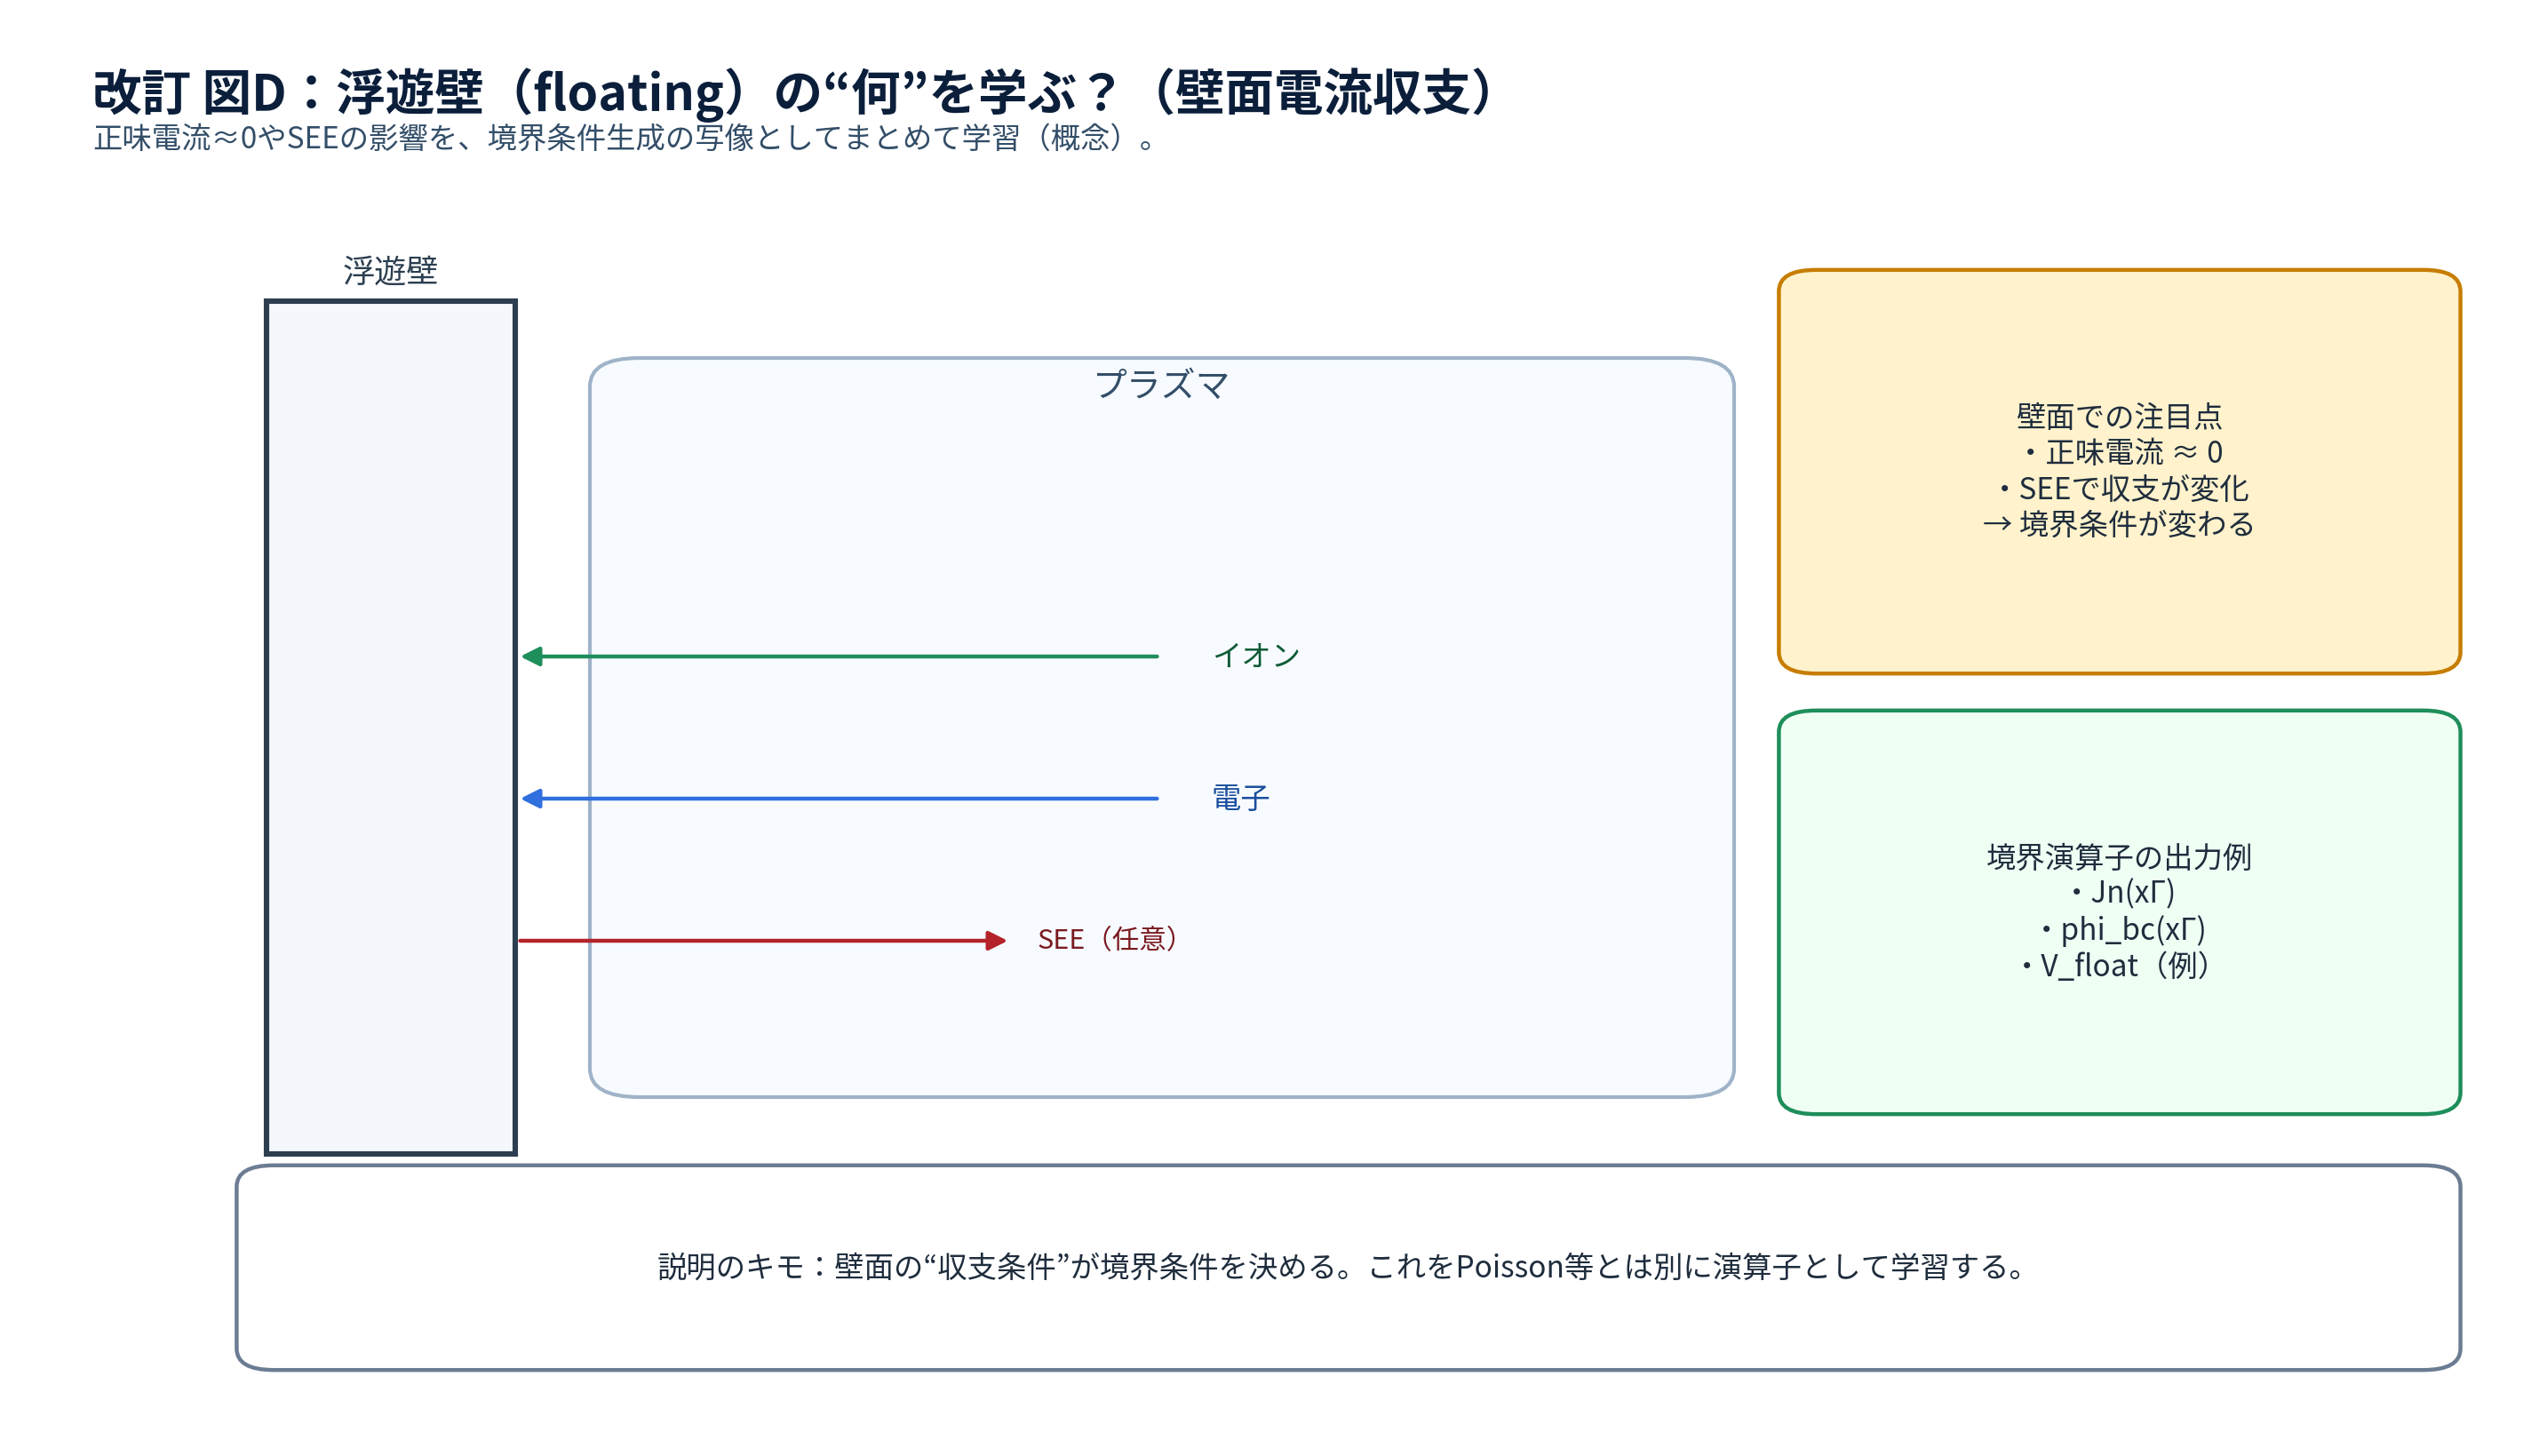 改訂 図D：浮遊壁（floating）の“何”を学ぶ？（壁面電流収支）
正味電流≈0やSEEの影響を、境界条件生成の写像としてまとめて学習（概念）。
浮遊壁
プラズマ
イオン
電子
SEE（任意）
壁面での注目点
・正味電流 ≈ 0
・SEEで収支が変化
→ 境界条件が変わる
境界演算子の出力例
・Jn(xΓ)
・phi_bc(xΓ)
・V_float（例）
説明のキモ：壁面の“収支条件”が境界条件を決める。これをPoisson等とは別に演算子として学習する。